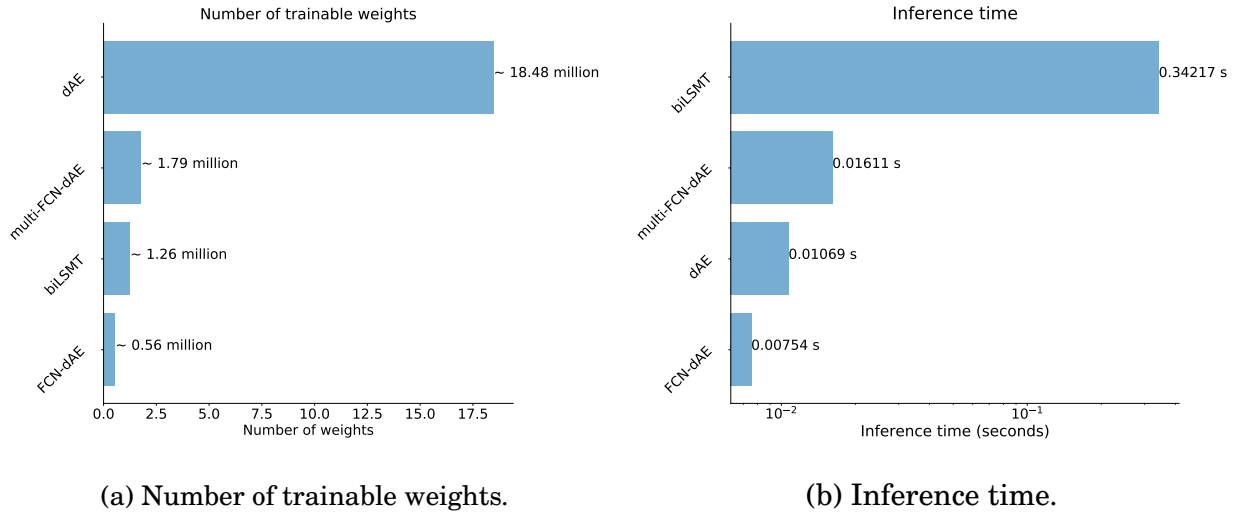 Number of trainable weights
dAE
~ 18.48 million
multi-FCN-dAE
~ 1.79 million
biLSMT
~ 1.26 million
FCN-dAE
~ 0.56 million
0.0 2.5 5.0 7.5 10.0 12.5 15.0 17.5
Number of weights
(a) Number of trainable weights.
Inference time
biLSMT
0.34217 s
multi-FCN-dAE
0.01611 s
dAE
0.01069 s
FCN-dAE
0.00754 s
10⁻² 10⁻¹
Inference time (seconds)
(b) Inference time.